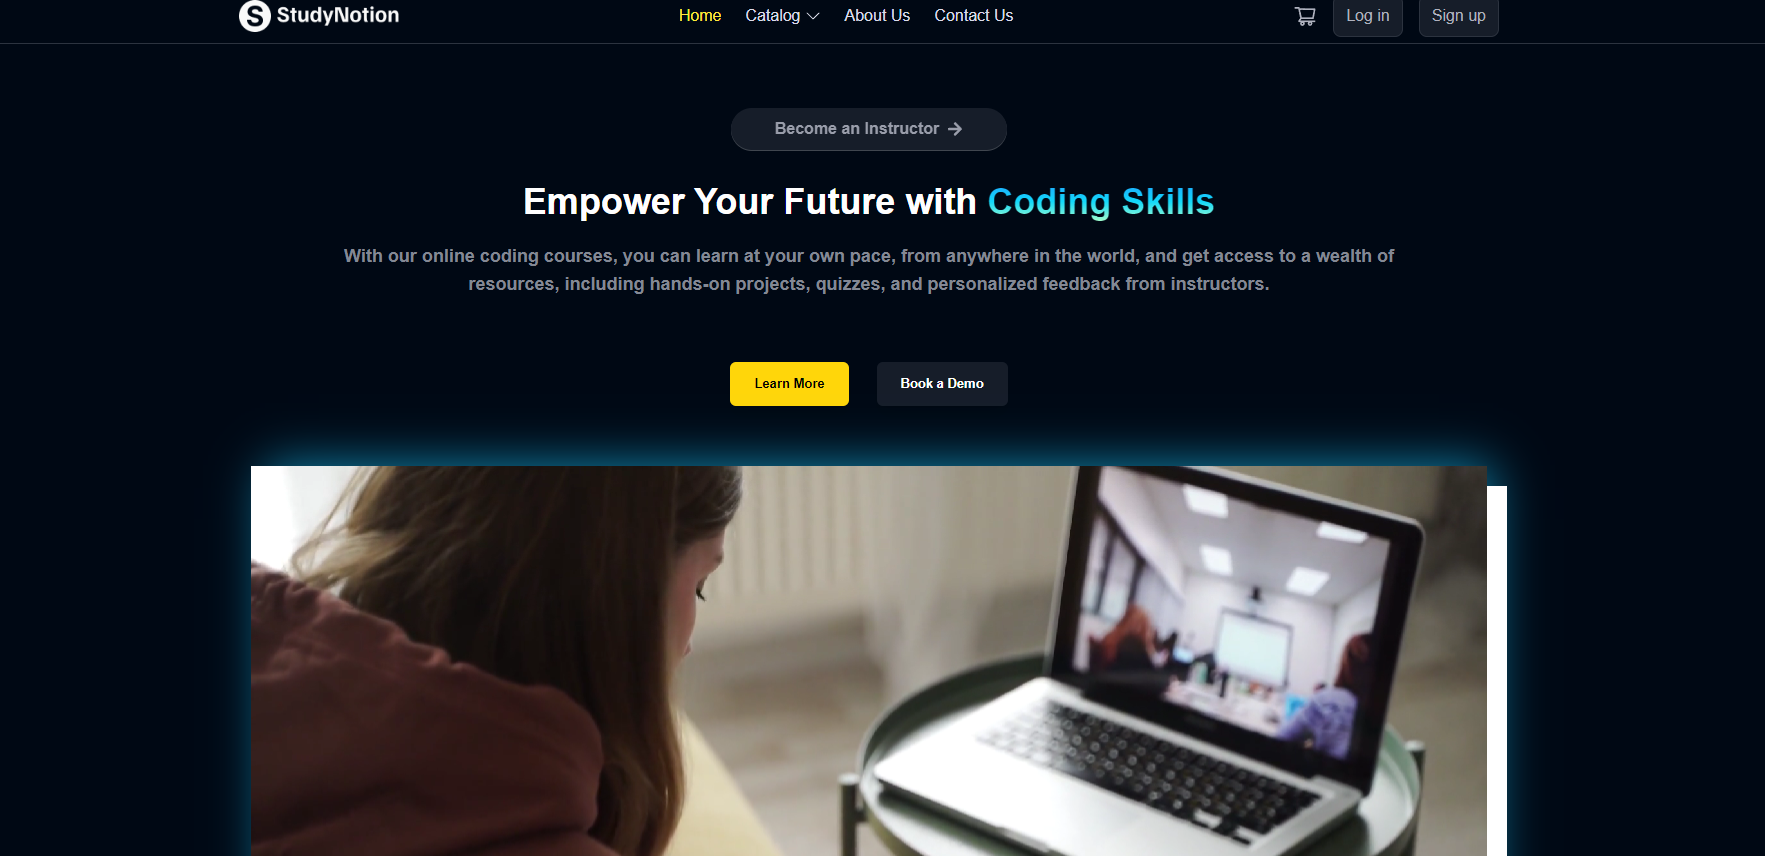 StudyNotion
Home Catalog About Us Contact Us
Log in Sign up
Become an Instructor
Empower Your Future with Coding Skills
With our online coding courses, you can learn at your own pace, from anywhere in the world, and get access to a wealth of
resources, including hands-on projects, quizzes, and personalized feedback from instructors.
Learn More Book a Demo